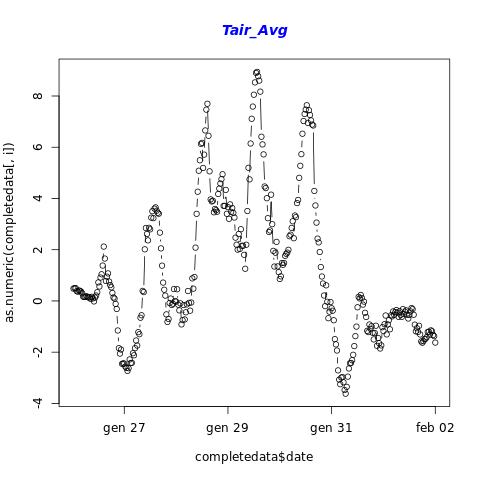 Tair_Avg
as.numeric(completedata[, i])
8
6
4
2
0
-2
-4
gen 27
gen 29
gen 31
feb 02
completedata$date